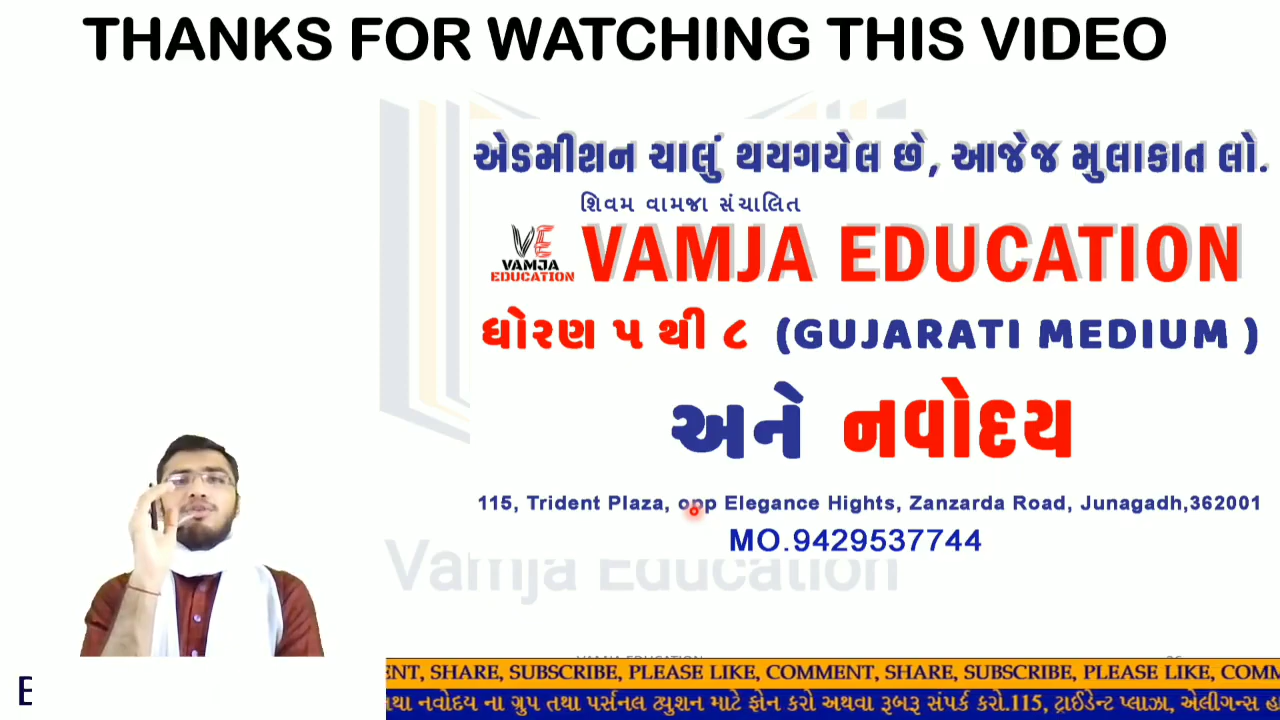 THANKS FOR WATCHING THIS VIDEO
એડમીશન ચાલું થયગયેલ છે, આજેજ મુલાકાત લો.
શિવમ વામજા સંચાલિત
VE
VAMJA
EDUCATION
VAMJA EDUCATION
ધોરણ ૫ થી ૮ (GUJARATI MEDIUM )
અને નવોદય
115, Trident Plaza, opp Elegance Hights, Zanzarda Road, Junagadh,362001
MO.9429537744
Vamja Education
E
ENT, SHARE, SUBSCRIBE, PLEASE LIKE, COMMENT, SHARE, SUBSCRIBE, PLEASE LIKE, COMM
તથા નવોદય ના ગ્રુપ તથા પર્સનલ ટ્યુશન માટે ફોન કરો અથવા રૂબરૂ સંપર્ક કરો.115, ટ્રાઈડેન્ટ પ્લાઝા, એલીગન્સ હ